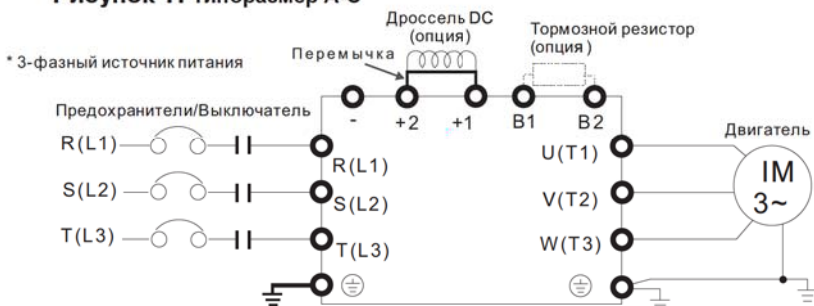 Рисунок 1. Типоразмер А-С
Дроссель DC
(опция)
Тормозной резистор
(опция )
Перемычка
* 3-фазный источник питания
Предохранители/Выключатель
- +2 +1 B1 B2
Двигатель
R(L1)
R(L1)
U(T1)
S(L2)
S(L2)
V(T2)
IM
3~
T(L3)
T(L3)
W(T3)